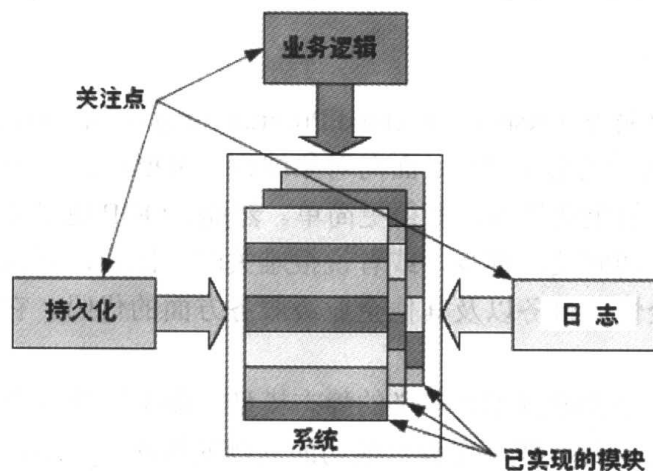 业务逻辑
关注点
持久化
日 志
系统
已实现的模块